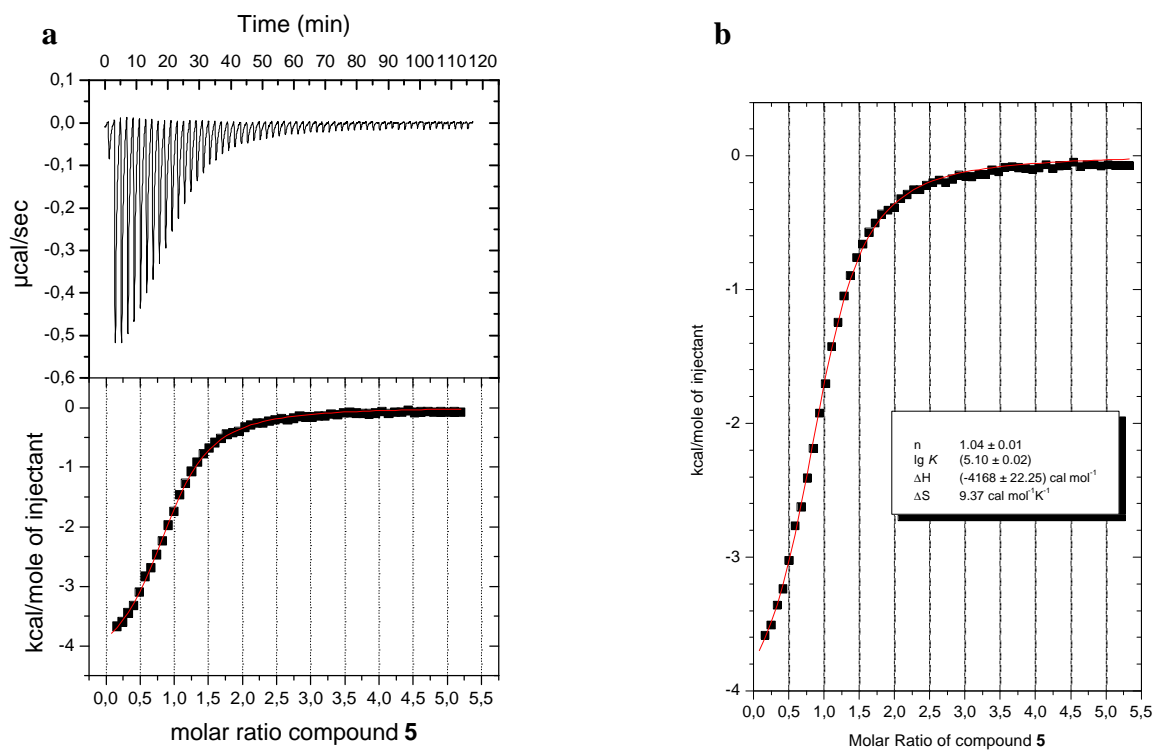 a
Time (min)
0 10 20 30 40 50 60 70 80 90 100 110 120
0,1
0,0
-0,1
-0,2
-0,3
-0,4
-0,5
-0,6
µcal/sec
0
-1
-2
-3
-4
kcal/mole of injectant
0,0 0,5 1,0 1,5 2,0 2,5 3,0 3,5 4,0 4,5 5,0 5,5
molar ratio compound 5
b
0
-1
-2
-3
-4
kcal/mole of injectant
n 1.04 ± 0.01
lg K (5.10 ± 0.02)
ΔH (-4168 ± 22.25) cal mol⁻¹
ΔS 9.37 cal mol⁻¹K⁻¹
0,0 0,5 1,0 1,5 2,0 2,5 3,0 3,5 4,0 4,5 5,0 5,5
Molar Ratio of compound 5